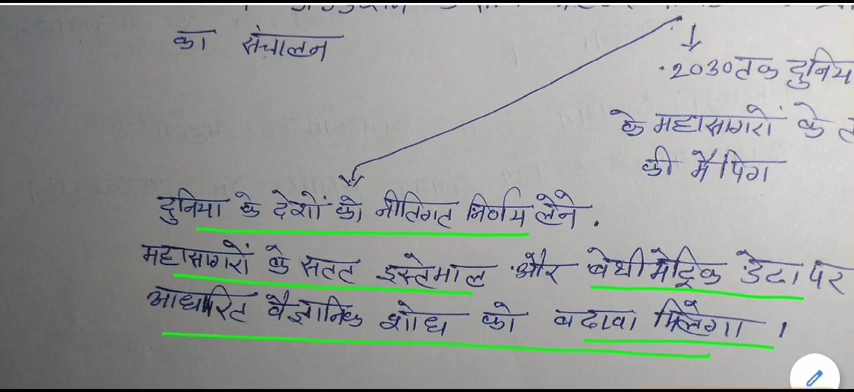 का संचालन
. 2030 तक दुनिय
के महासागरों के त
की मैपिंग
दुनिया के देशों को नीतिगत निर्णय लेने .
महासागरों के सतत इस्तेमाल और बेथीमेट्रिक डेटा पर
आधारित वैज्ञानिक शोध को बढावा मिलेगा ।